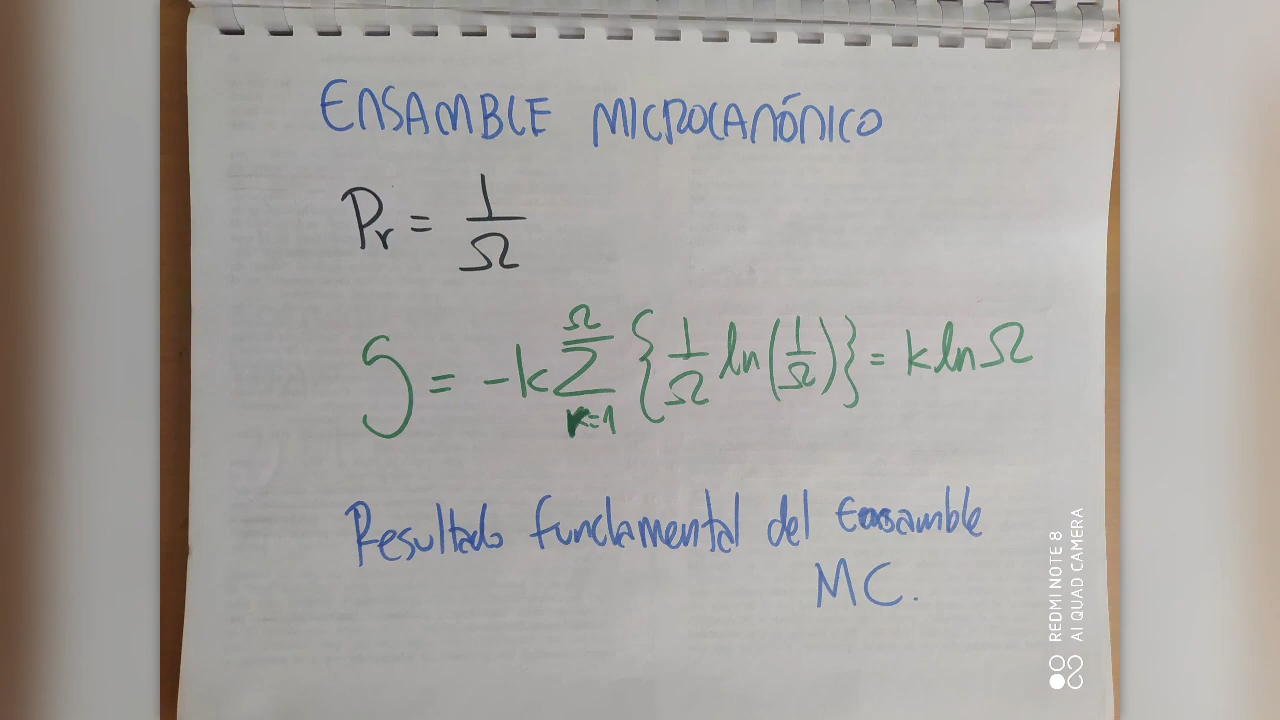 ENSAMBLE MICROCANÓNICO
Pr = 1/Ω
S = -k Σ_{r=1}^{Ω} { 1/Ω ln(1/Ω) } = k ln Ω
Resultado fundamental del Ensamble
MC.
REDMI NOTE 8
AI QUAD CAMERA